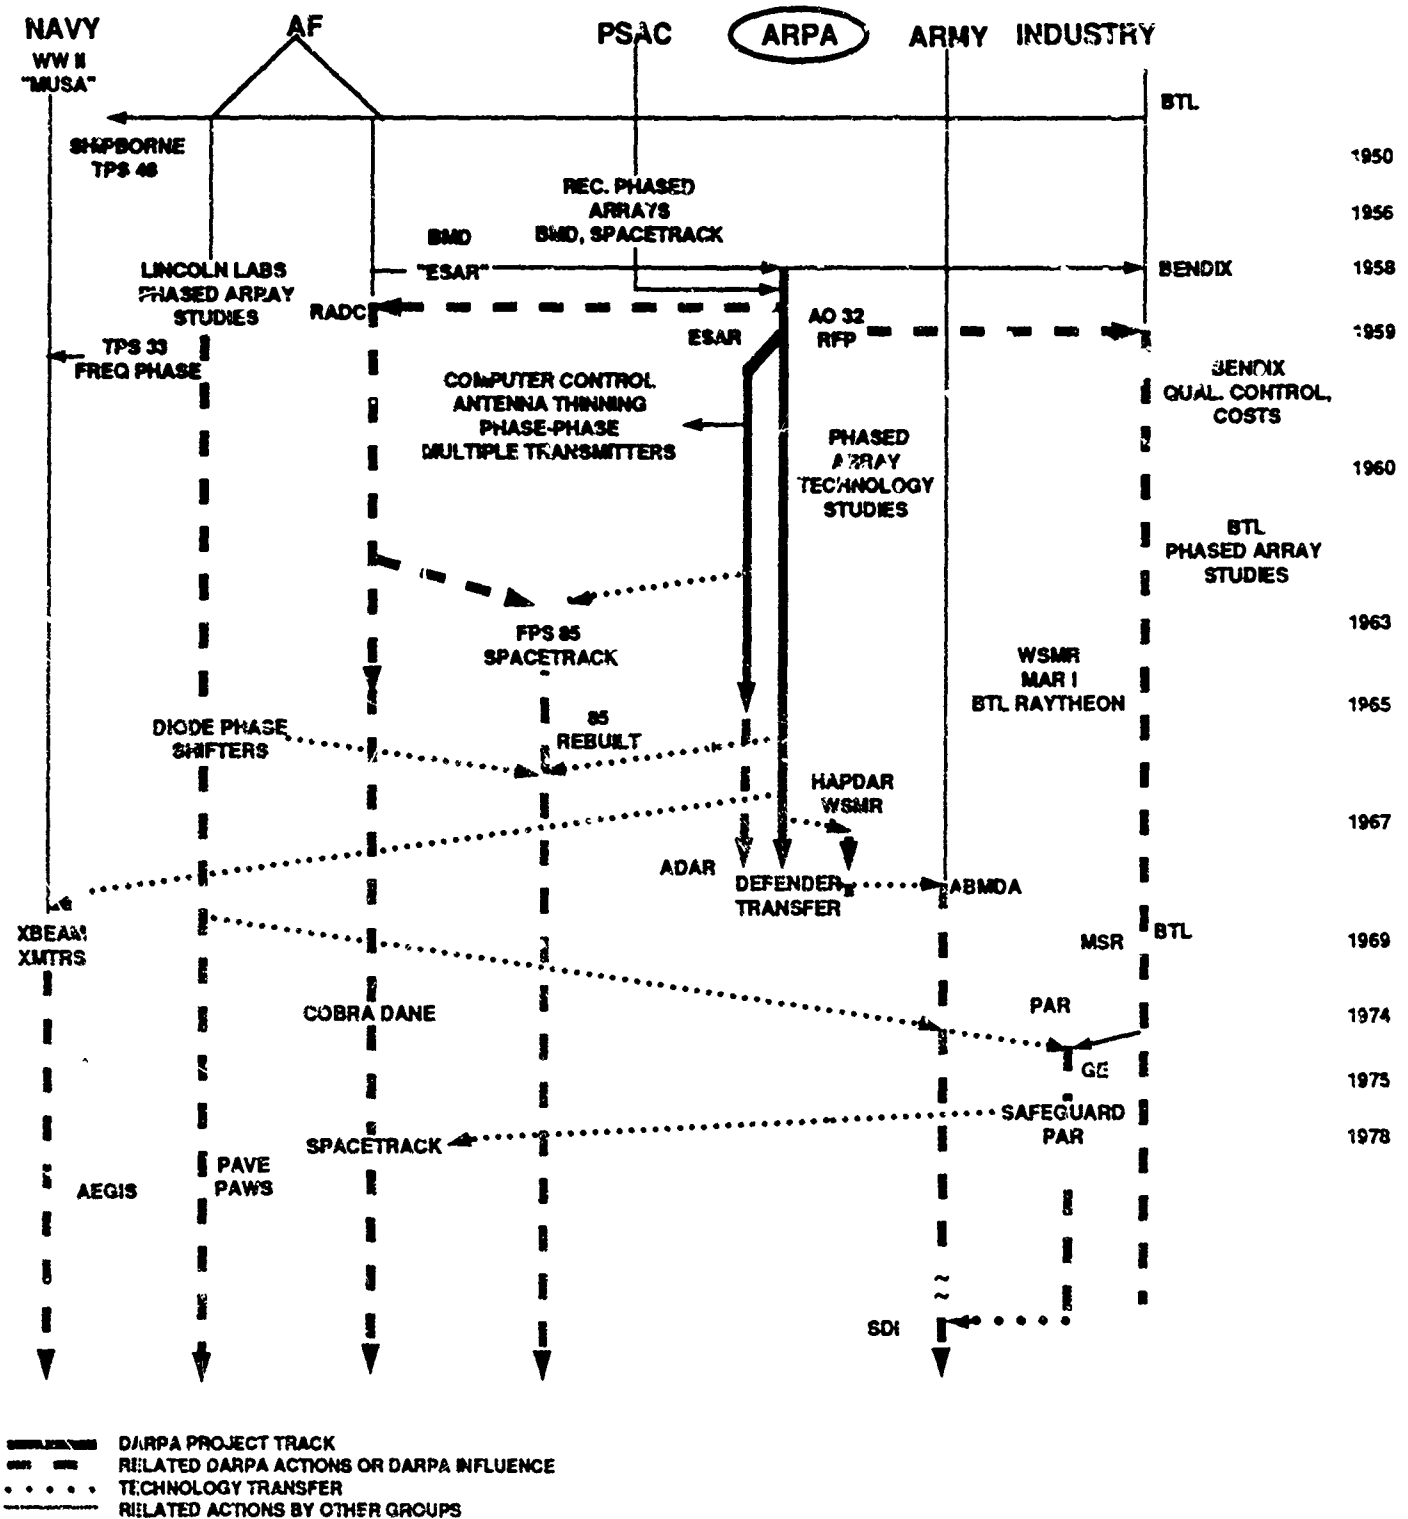 NAVY
AF
PSAC
ARPA
ARMY
INDUSTRY
WW II
"MUSA"
BTL
SHIPBORNE
TPS 48
1950
REC. PHASED
ARRAYS
BMD, SPACETRACK
1956
BMD
"ESAR"
LINCOLN LABS
PHASED ARRAY
STUDIES
BENDIX
1958
RADC
ESAR
AO 32
RFP
1959
TPS 33
FREQ PHASE
COMPUTER CONTROL
ANTENNA THINNING
PHASE-PHASE
MULTIPLE TRANSMITTERS
BENDIX
QUAL. CONTROL,
COSTS
PHASED
ARRAY
TECHNOLOGY
STUDIES
1960
BTL
PHASED ARRAY
STUDIES
FPS 85
SPACETRACK
1963
WSMR
MAR I
BTL RAYTHEON
1965
DIODE PHASE
SHIFTERS
85
REBUILT
HAPDAR
WSMR
1967
ADAR
DEFENDER
TRANSFER
ABMDA
XBEAM
XMTRS
MSR
BTL
1969
COBRA DANE
PAR
1974
GE
1975
SAFEGUARD
PAR
SPACETRACK
1978
AEGIS
PAVE
PAWS
SDI
DARPA PROJECT TRACK
RELATED DARPA ACTIONS OR DARPA INFLUENCE
TECHNOLOGY TRANSFER
RELATED ACTIONS BY OTHER GROUPS